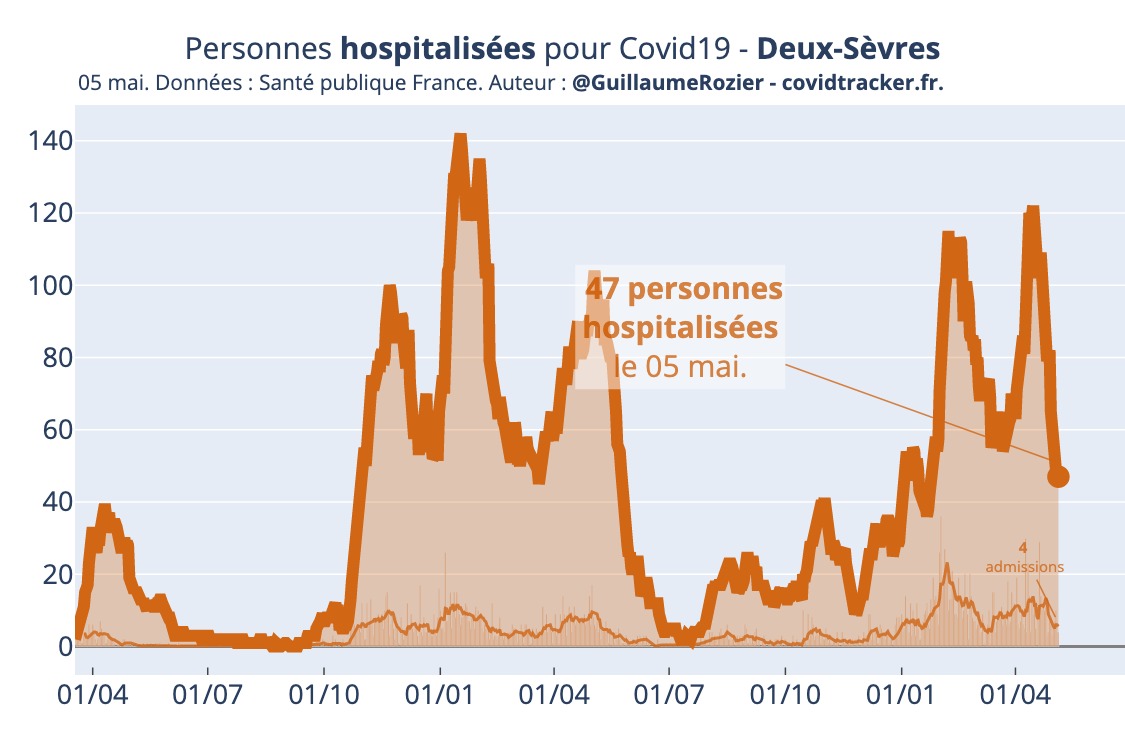 Personnes hospitalisées pour Covid19 - Deux-Sèvres
05 mai. Données : Santé publique France. Auteur : @GuillaumeRozier - covidtracker.fr.
140
120
100
80
60
40
20
0
47 personnes
hospitalisées
le 05 mai.
4
admissions
01/04 01/07 01/10 01/01 01/04 01/07 01/10 01/01 01/04